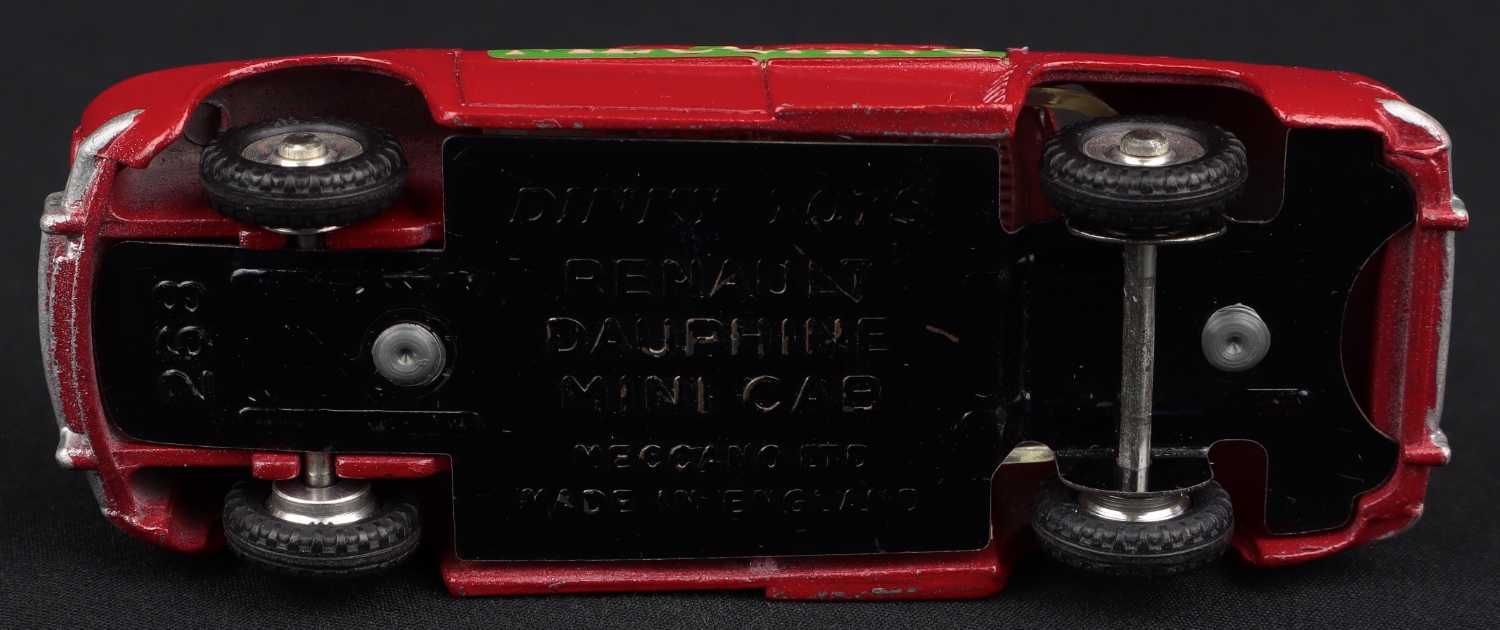 DINKY TOYS
RENAULT
DAUPHINE
MINI CAB
MECCANO LTD
MADE IN ENGLAND
268